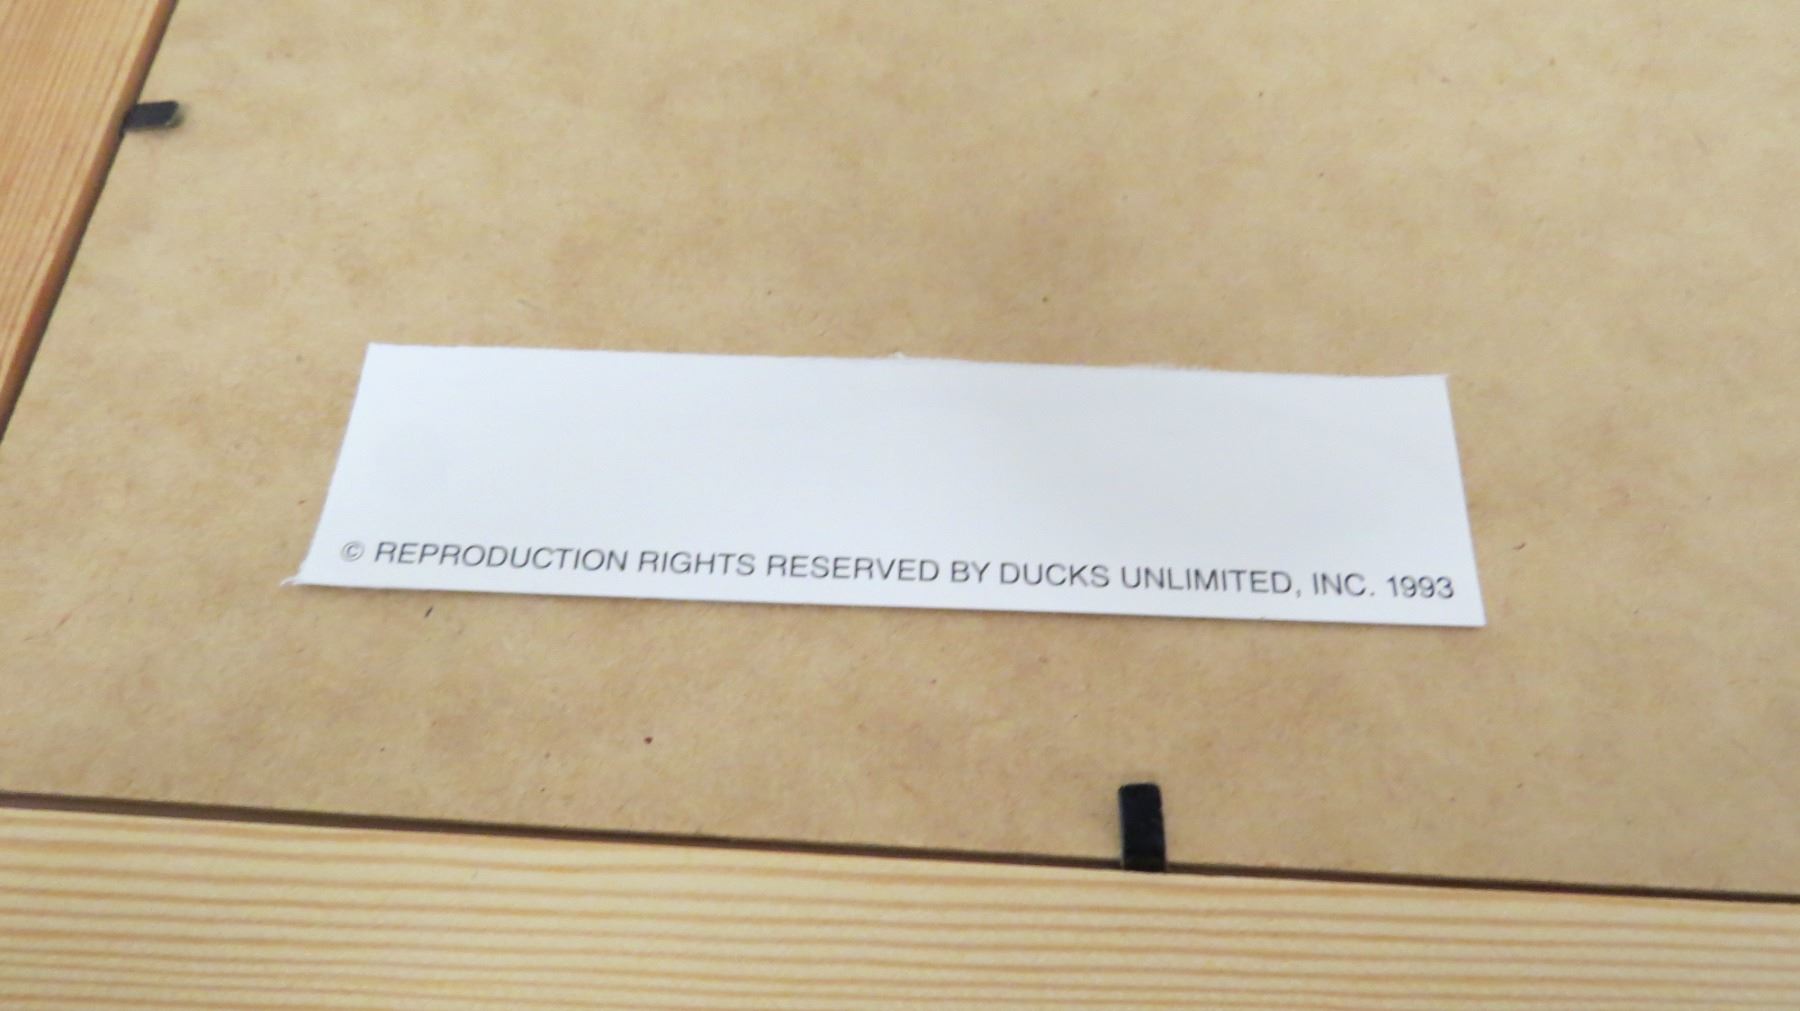 © REPRODUCTION RIGHTS RESERVED BY DUCKS UNLIMITED, INC. 1993